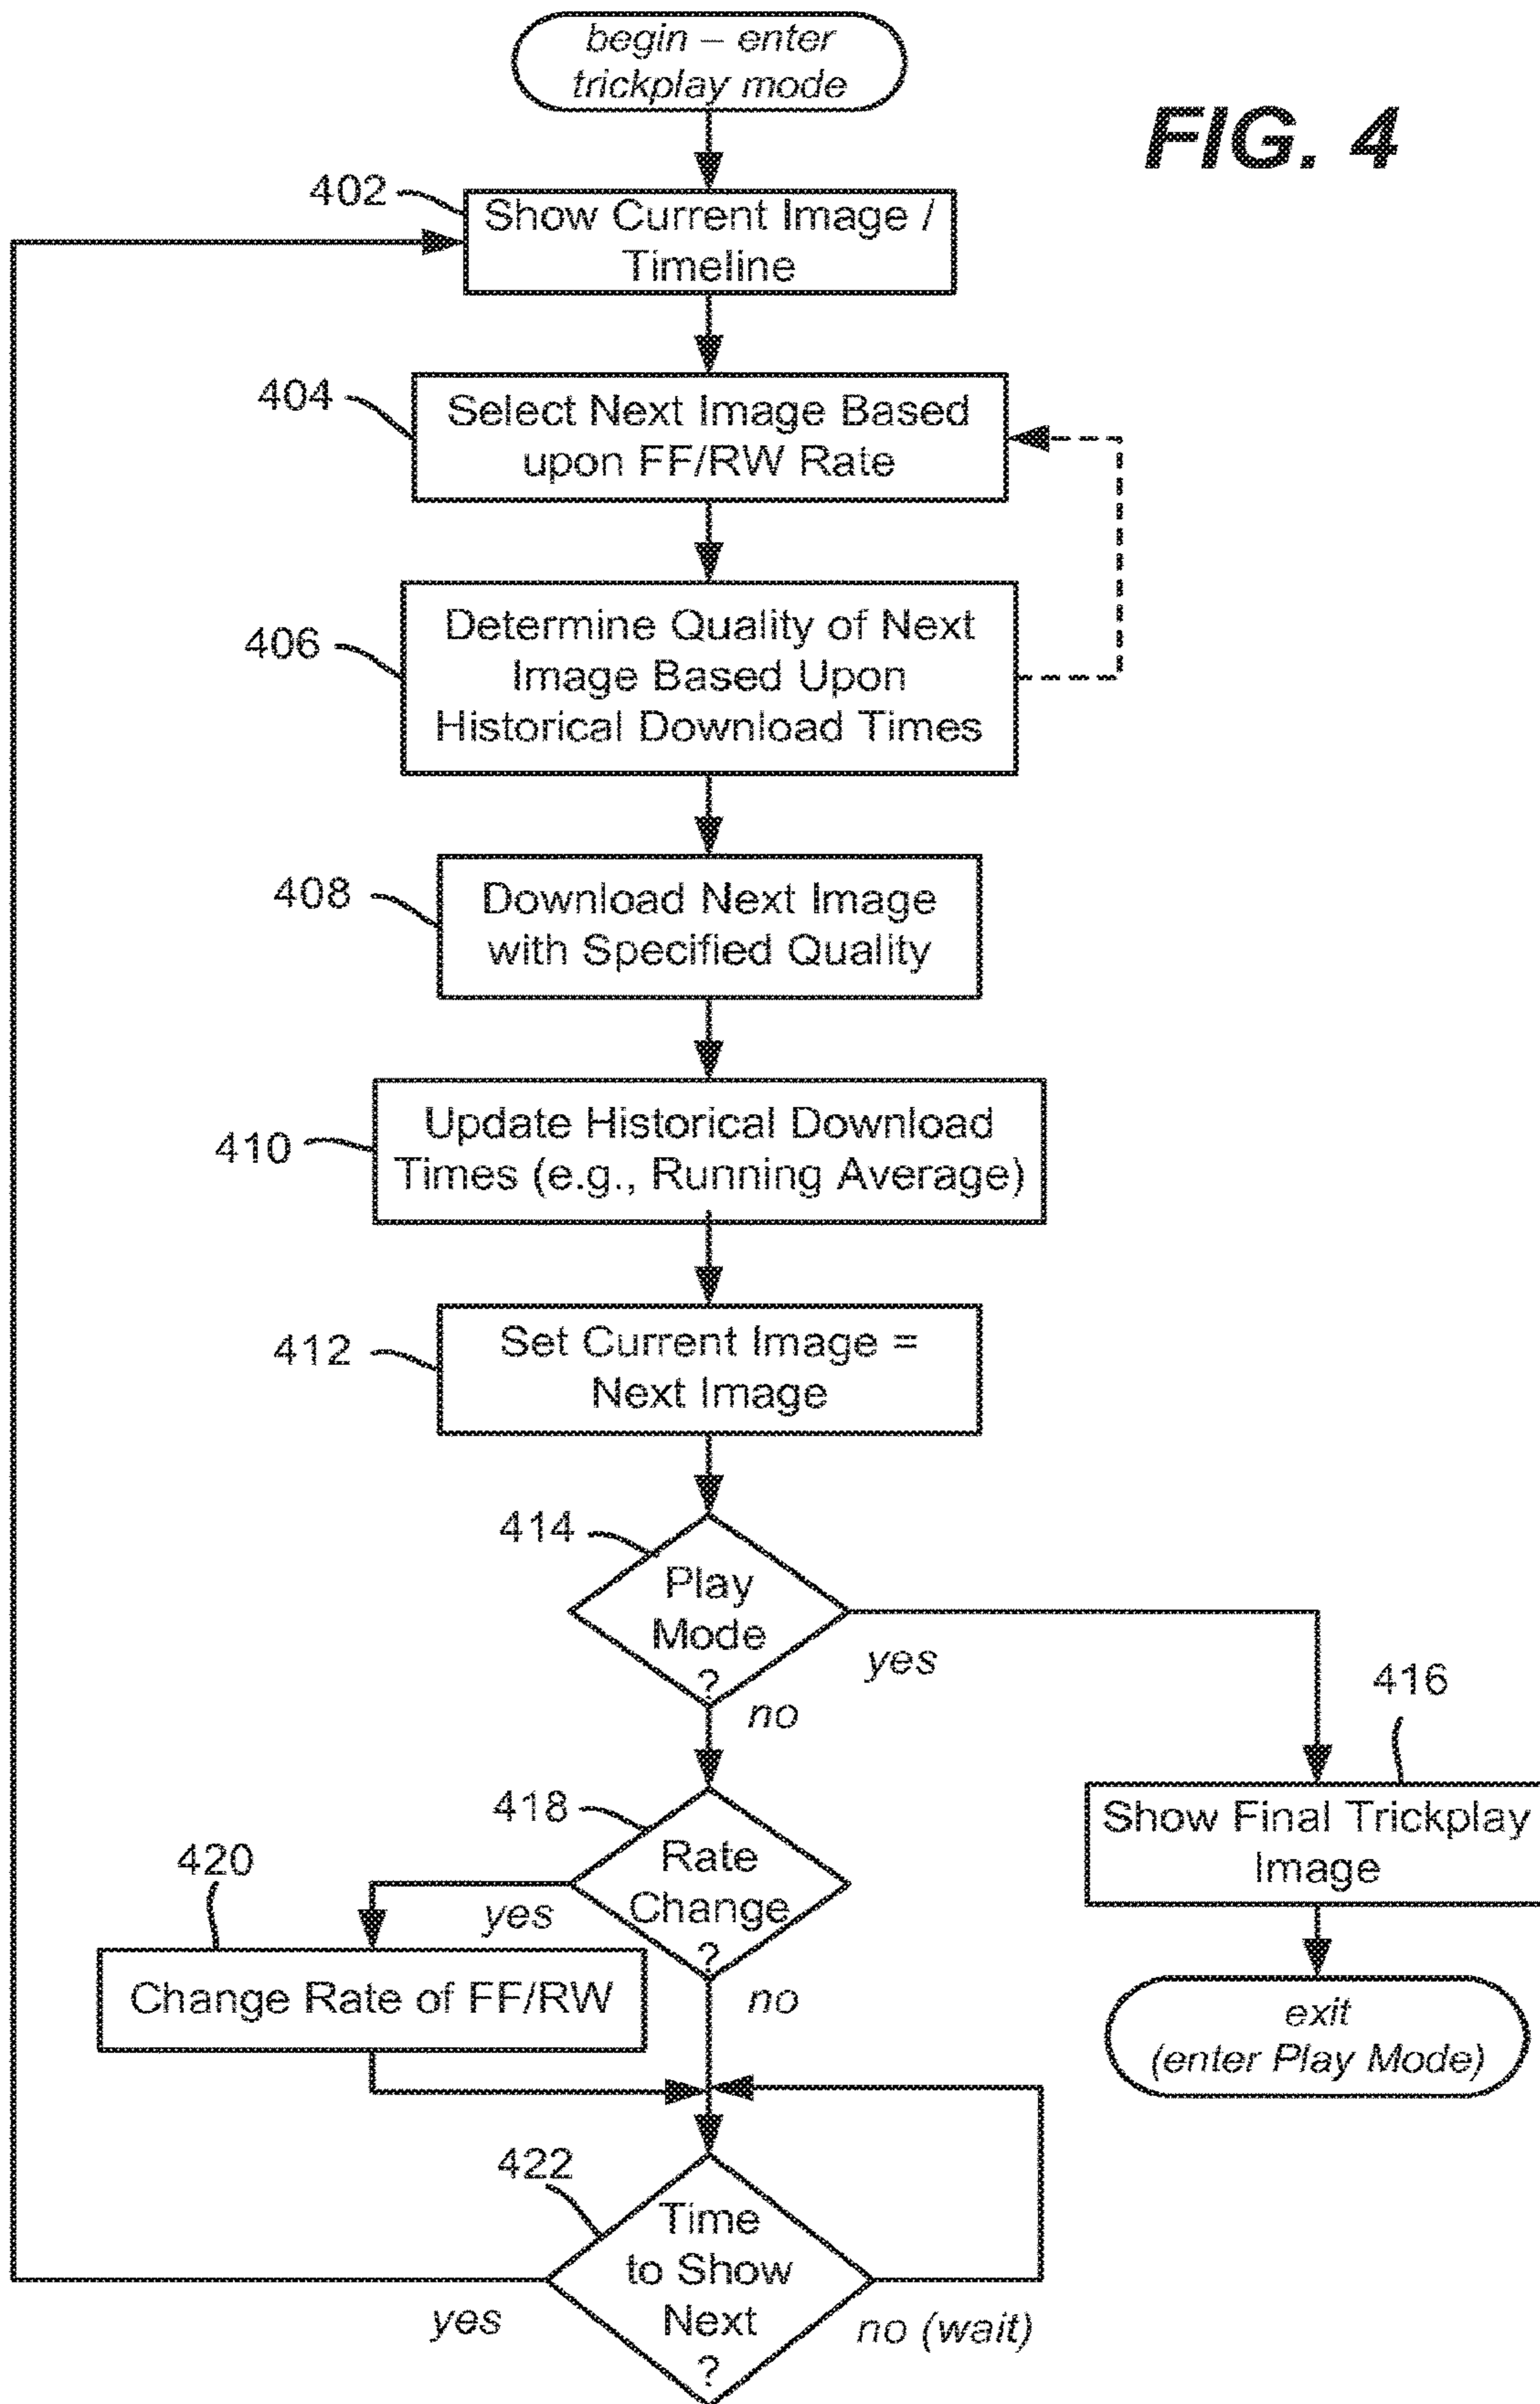 begin – enter
trickplay mode
FIG. 4
402
Show Current Image /
Timeline
404
Select Next Image Based
upon FF/RW Rate
406
Determine Quality of Next
Image Based Upon
Historical Download Times
408
Download Next Image
with Specified Quality
410
Update Historical Download
Times (e.g., Running Average)
412
Set Current Image =
Next Image
414
Play
Mode
?
yes
no
416
Show Final Trickplay
Image
exit
(enter Play Mode)
418
Rate
Change
?
yes
no
420
Change Rate of FF/RW
422
Time
to Show
Next
?
yes
no (wait)